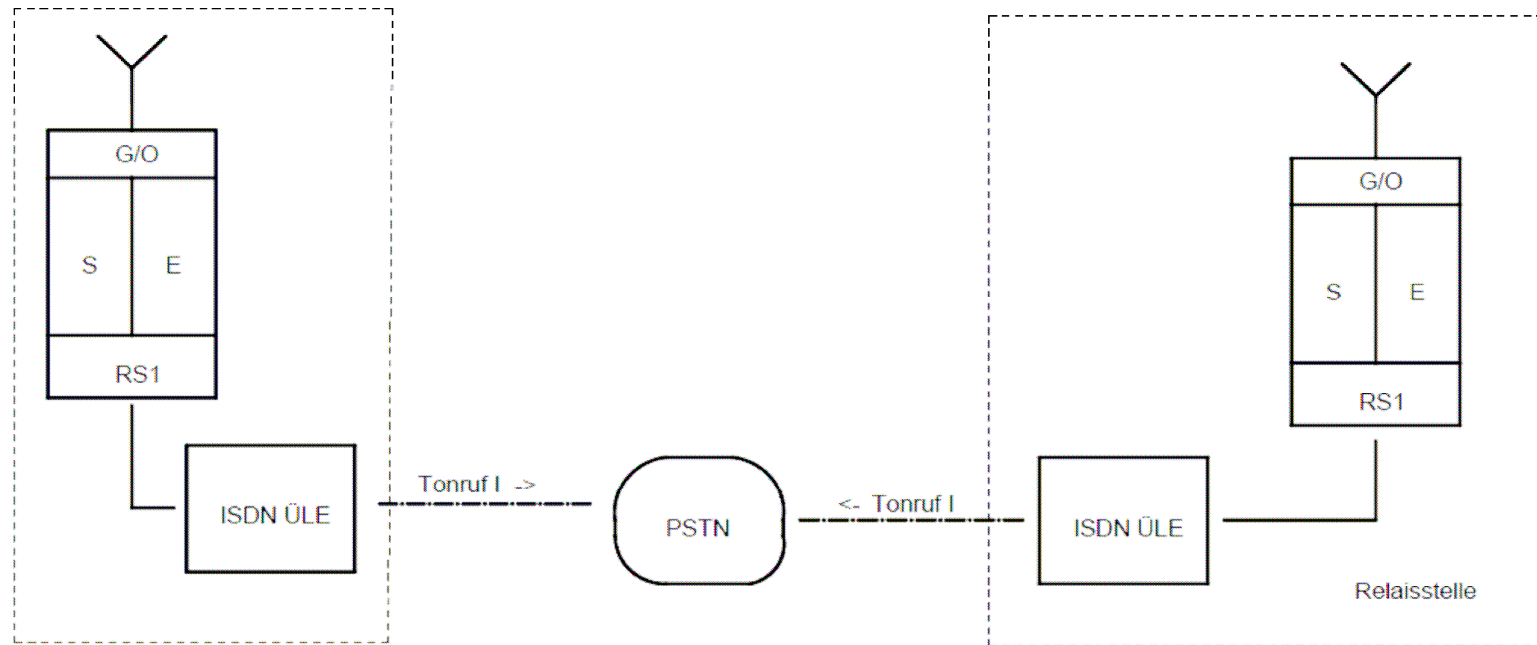 G/O
S E
RS1
ISDN ÜLE
Tonruf I ->
PSTN
<- Tonruf I
ISDN ÜLE
G/O
S E
RS1
Relaisstelle